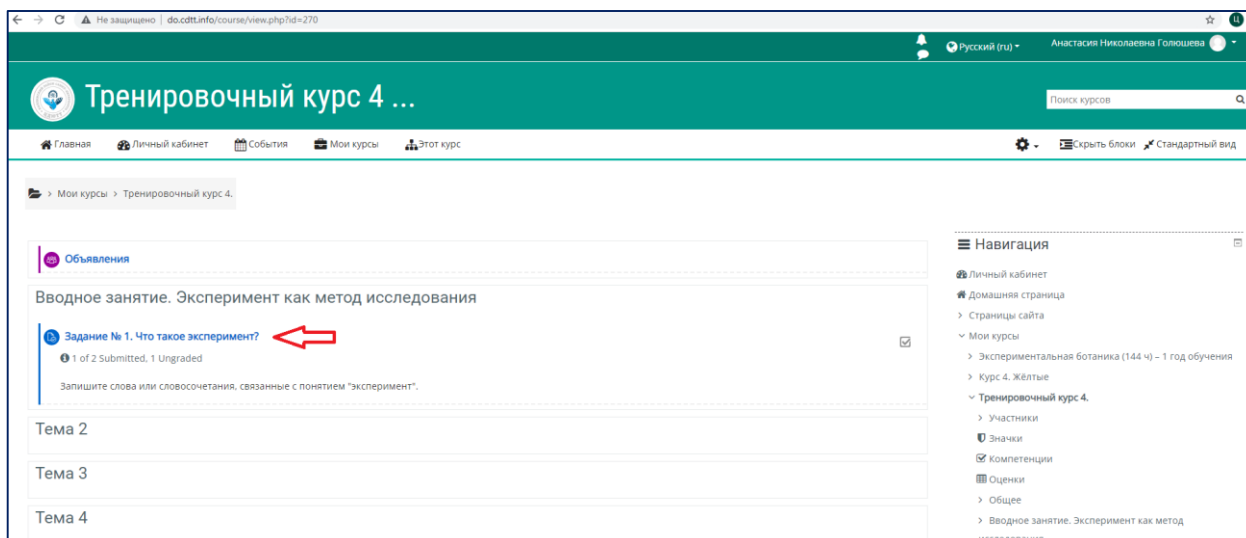 Не защищено | do.cdtt.info/course/view.php?id=270
Ц
Русский (ru)
Анастасия Николаевна Голюшева
Тренировочный курс 4 ...
Поиск курсов
Главная Личный кабинет События Мои курсы Этот курс Скрыть блоки Стандартный вид
> Мои курсы > Тренировочный курс 4.
Объявления
Вводное занятие. Эксперимент как метод исследования
Задание № 1. Что такое эксперимент?
1 of 2 Submitted, 1 Ungraded
Запишите слова или словосочетания, связанные с понятием "эксперимент".
Тема 2
Тема 3
Тема 4
Навигация
Личный кабинет
Домашняя страница
Страницы сайта
Мои курсы
Экспериментальная ботаника (144 ч) – 1 год обучения
Курс 4. Жёлтые
Тренировочный курс 4.
Участники
Значки
Компетенции
Оценки
Общее
Вводное занятие. Эксперимент как метод